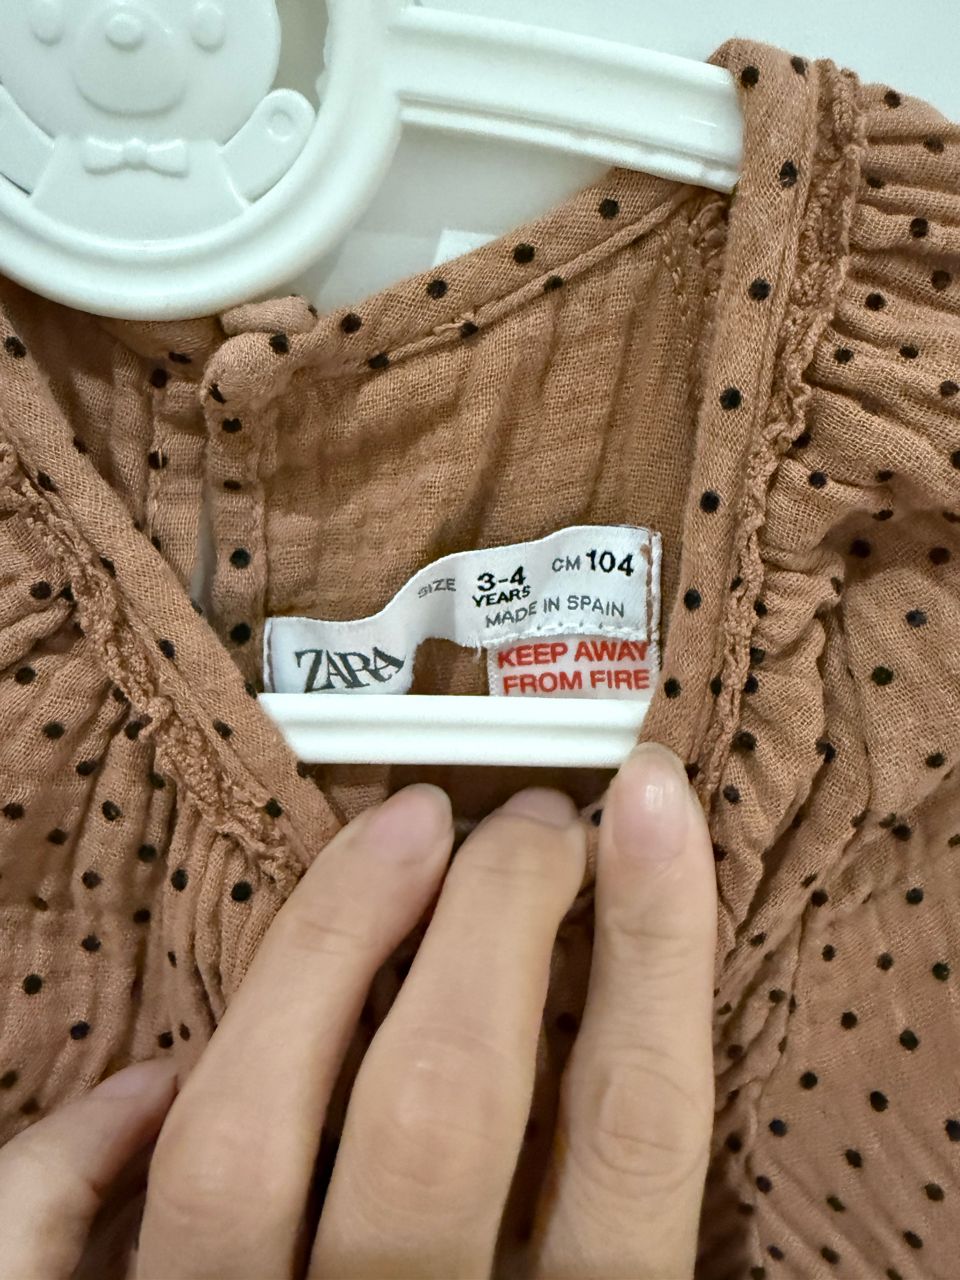 ZARA
SIZE 3-4 YEARS CM 104
MADE IN SPAIN
KEEP AWAY
FROM FIRE